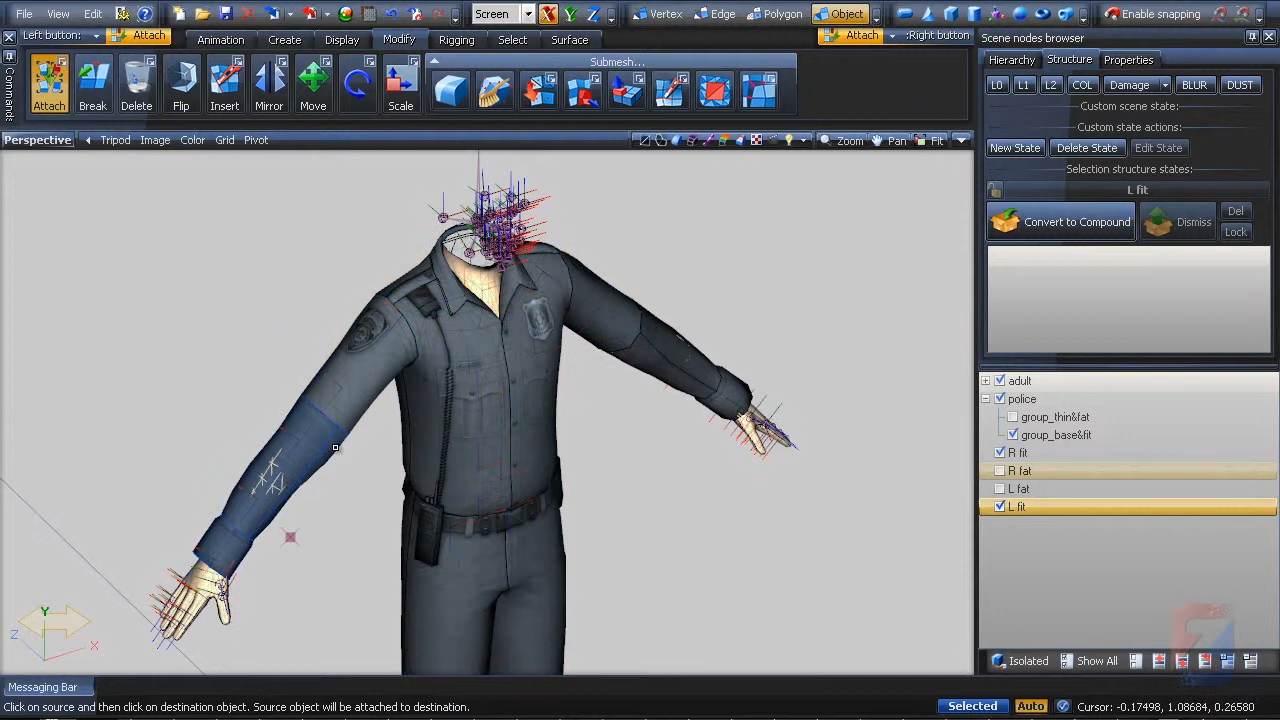 File View Edit Screen X Y Z Vertex Edge Polygon Object Enable snapping
Left button: Attach Animation Create Display Modify Rigging Select Surface Attach :Right button
Commands
Attach Break Delete Flip Insert Mirror Move Scale
Submesh...
Perspective Tripod Image Color Grid Pivot Zoom Pan Fit
Y
Z
X
Scene nodes browser
Hierarchy Structure Properties
L0 L1 L2 COL Damage BLUR DUST
Custom scene state:
Custom state actions:
New State Delete State Edit State
Selection structure states:
L fit
Convert to Compound Dismiss Del
Lock
adult
police
group_thin&fat
group_base&fit
R fit
R fat
L fat
L fit
Isolated Show All
Messaging Bar
Click on source and then click on destination object. Source object will be attached to destination. Selected Auto Cursor: -0.17498, 1.08684, 0.26580